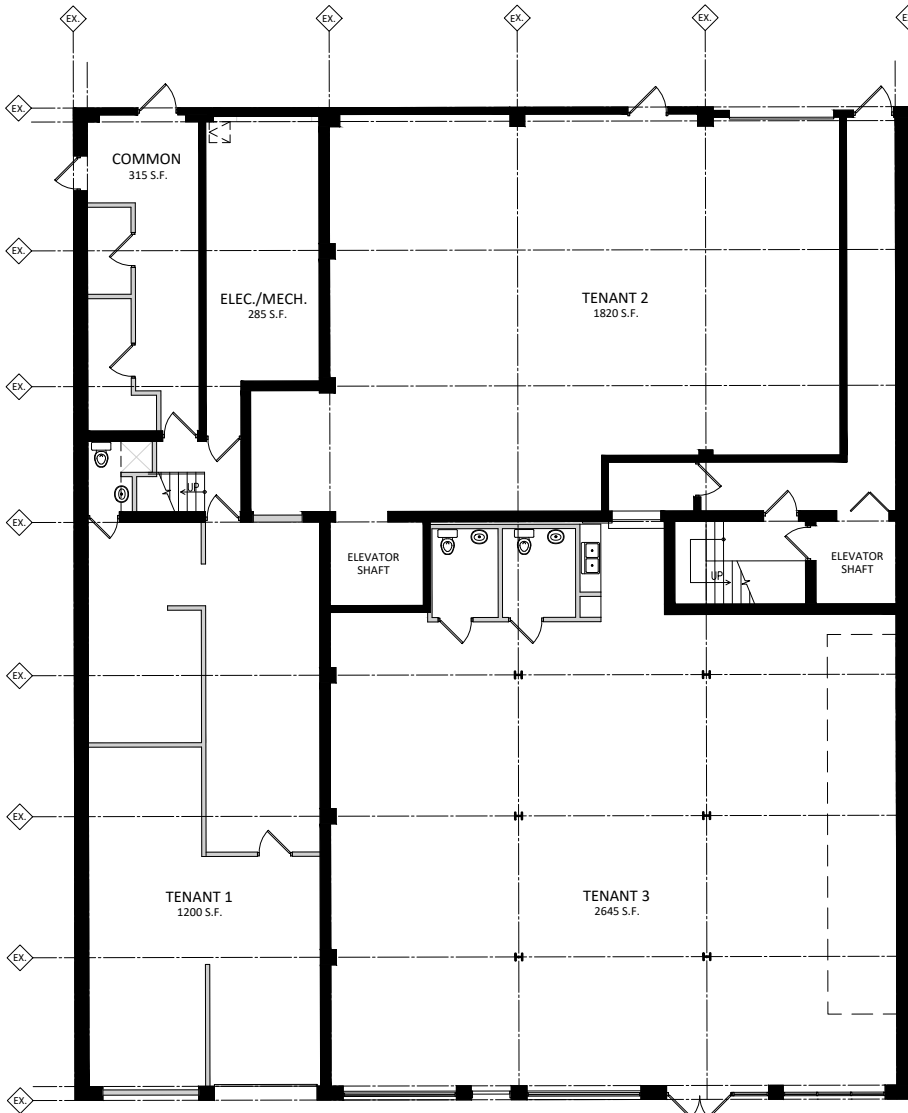 EX.
EX.
EX.
EX.
EX.
EX.
COMMON
315 S.F.
EX.
ELEC./MECH.
285 S.F.
TENANT 2
1820 S.F.
EX.
UP
EX.
ELEVATOR
SHAFT
ELEVATOR
SHAFT
UP
EX.
EX.
TENANT 1
1200 S.F.
TENANT 3
2645 S.F.
EX.
EX.